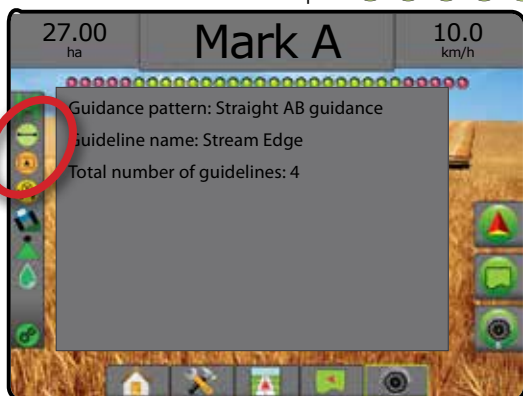 27.00
ha
Mark A
10.0
km/h
Guidance pattern: Straight AB guidance
Guideline name: Stream Edge
Total number of guidelines: 4